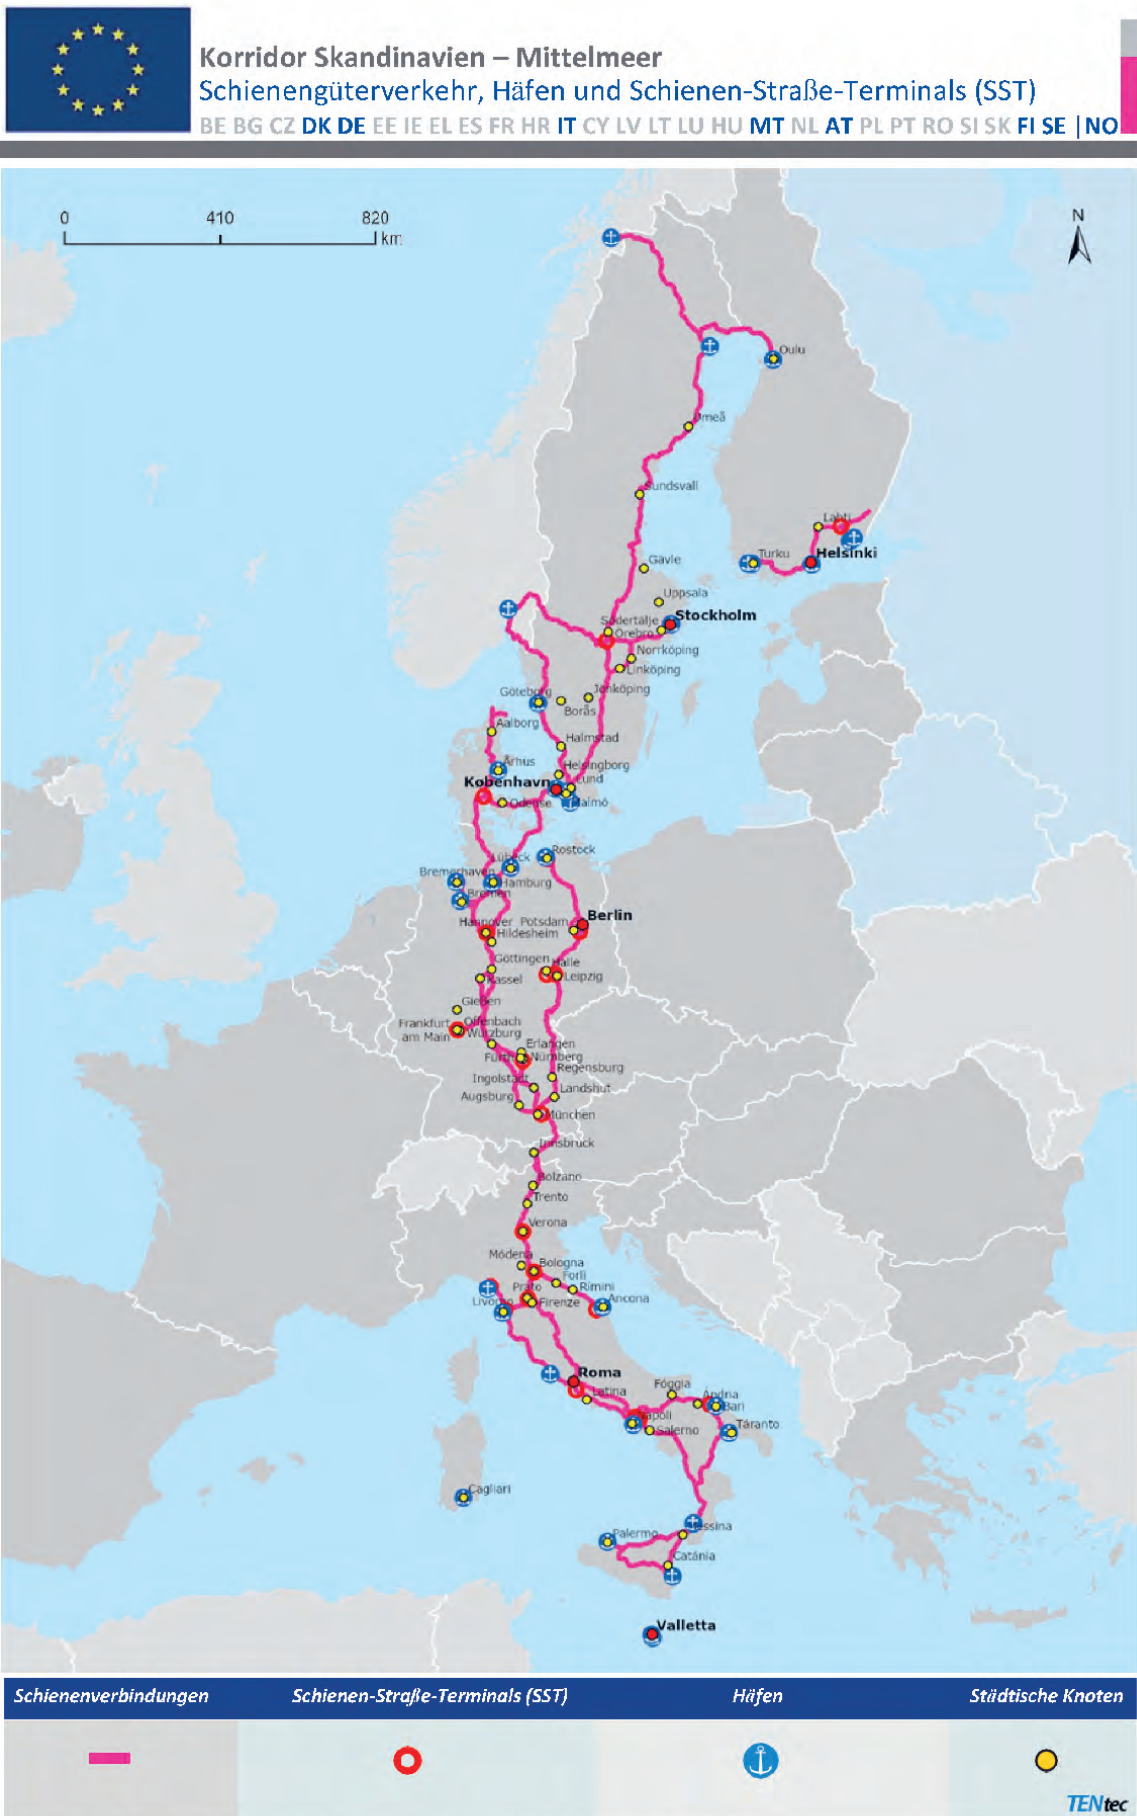 Korridor Skandinavien – Mittelmeer
Schienengüterverkehr, Häfen und Schienen-Straße-Terminals (SST)
BE BG CZ DK DE EE IE EL ES FR HR IT CY LV LT LU HU MT NL AT PL PT RO SI SK FI SE | NO
0 410 820
km
N
Oulu
Umeå
Sundsvall
Lahti
Gävle
Turku
Helsinki
Uppsala
Södertälje
Stockholm
Örebro
Norrköping
Linköping
Göteborg
Jönköping
Borås
Aalborg
Halmstad
Århus
Helsingborg
København
Lund
Odense
Malmö
Lübeck
Rostock
Bremerhaven
Hamburg
Bremen
Hannover
Potsdam
Berlin
Hildesheim
Göttingen
Halle
Kassel
Leipzig
Gießen
Frankfurt
am Main
Offenbach
Würzburg
Erlangen
Fürth
Nürnberg
Regensburg
Ingolstadt
Landshut
Augsburg
München
Innsbruck
Bolzano
Trento
Verona
Módena
Bologna
Forlì
Prato
Rimini
Livorno
Firenze
Ancona
Roma
Latina
Fóggia
Ándria
Bari
Napoli
Salerno
Táranto
Cagliari
Palermo
Messina
Catánia
Valletta
Schienenverbindungen
Schienen-Straße-Terminals (SST)
Häfen
Städtische Knoten
TENtec